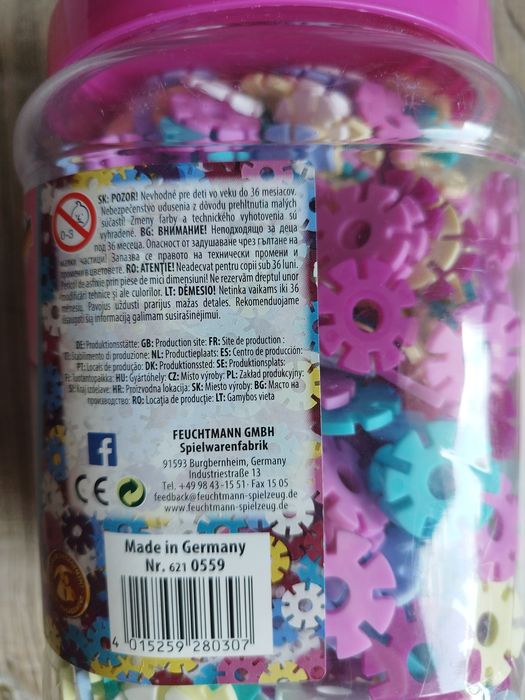 SK: POZOR! Nevhodné pre deti vo veku do 36 mesiacov.
Nebezpečenstvo udusenia z dôvodu prehltnutia malých
súčastí! Zmeny farby a technického vyhotovenia sú
vyhradené. BG: ВНИМАНИЕ! Неподходящо за деца
под 36 месеца. Опасност от задушаване чрез гълтане на
малки частици! Запазва се правото на технически промени и
промени в цветовете. RO: ATENŢIE! Neadecvat pentru copii sub 36 luni.
Pericol de asfixie prin piese de mici dimensiuni! Ne rezervăm dreptul unor
modificări tehnice şi ale culorilor. LT: DĖMESIO! Netinka vaikams iki 36
mėnesių. Pavojus uždusti prarijus mažas detales. Rekomenduojame
išsaugoti šią informaciją galimam susirašinėjimui.
0-3
DE: Produktionsstätte: GB: Production site: FR: Site de production :
IT: Stabilimento di produzione: NL: Productieplaats: ES: Centro de producción:
PT: Locais de produção: DK: Produktionssted: SE: Produktionsplats:
FI: Tuotantopaikka: HU: Gyártóhely: CZ: Místo výroby: PL: Zakład produkcyjny:
SI: Kraj izdelave: HR: Proizvodna lokacija: SK: Miesto výroby: BG: Място на
производство: RO: Locaţia de producţie: LT: Gamybos vieta
FEUCHTMANN GMBH
Spielwarenfabrik
91593 Burgbernheim, Germany
Industriestraße 13
Tel. +49 98 43-15 51· Fax 15 05
feedback@feuchtmann-spielzeug.de
www.feuchtmann-spielzeug.de
f
CE
Made in Germany
Nr. 621 0559
4 015259 280307